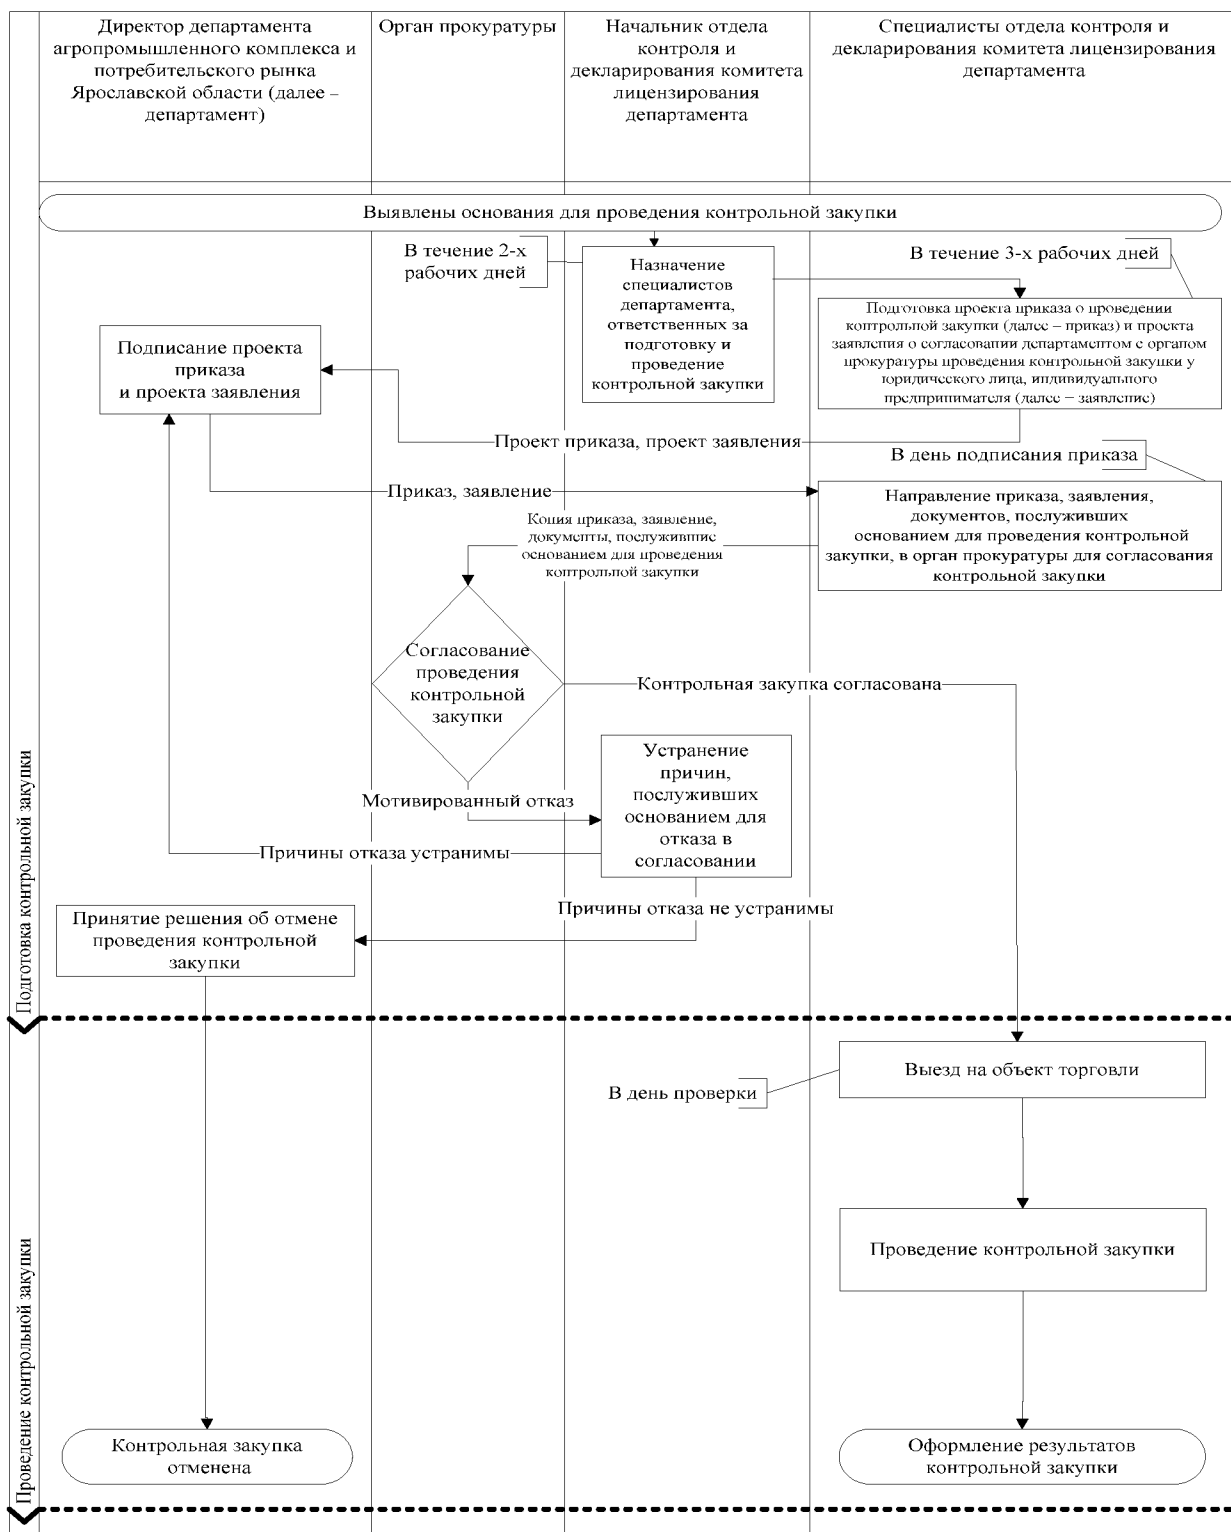 Директор департамента
агропромышленного комплекса и
потребительского рынка
Ярославской области (далее –
департамент)
Орган прокуратуры
Начальник отдела
контроля и
декларирования комитета
лицензирования
департамента
Специалисты отдела контроля и
декларирования комитета лицензирования
департамента
Выявлены основания для проведения контрольной закупки
В течение 2-х
рабочих дней
Назначение
специалистов
департамента,
ответственных за
подготовку и
проведение
контрольной закупки
В течение 3-х рабочих дней
Подготовка проекта приказа о проведении
контрольной закупки (далее – приказ) и проекта
заявления о согласовании департаментом с органом
прокуратуры проведения контрольной закупки у
юридического лица, индивидуального
предпринимателя (далее – заявление)
Подписание проекта
приказа
и проекта заявления
Проект приказа, проект заявления
В день подписания приказа
Приказ, заявление
Направление приказа, заявления,
документов, послуживших
основанием для проведения контрольной
закупки, в орган прокуратуры для согласования
контрольной закупки
Копия приказа, заявление,
документы, послужившие
основанием для проведения
контрольной закупки
Согласование
проведения
контрольной
закупки
Контрольная закупка согласована
Устранение
причин,
послуживших
основанием для
отказа в
согласовании
Мотивированный отказ
Причины отказа устранимы
Причины отказа не устранимы
Принятие решения об отмене
проведения контрольной
закупки
Подготовка контрольной закупки
Выезд на объект торговли
В день проверки
Проведение контрольной закупки
Проведение контрольной закупки
Контрольная закупка
отменена
Оформление результатов
контрольной закупки